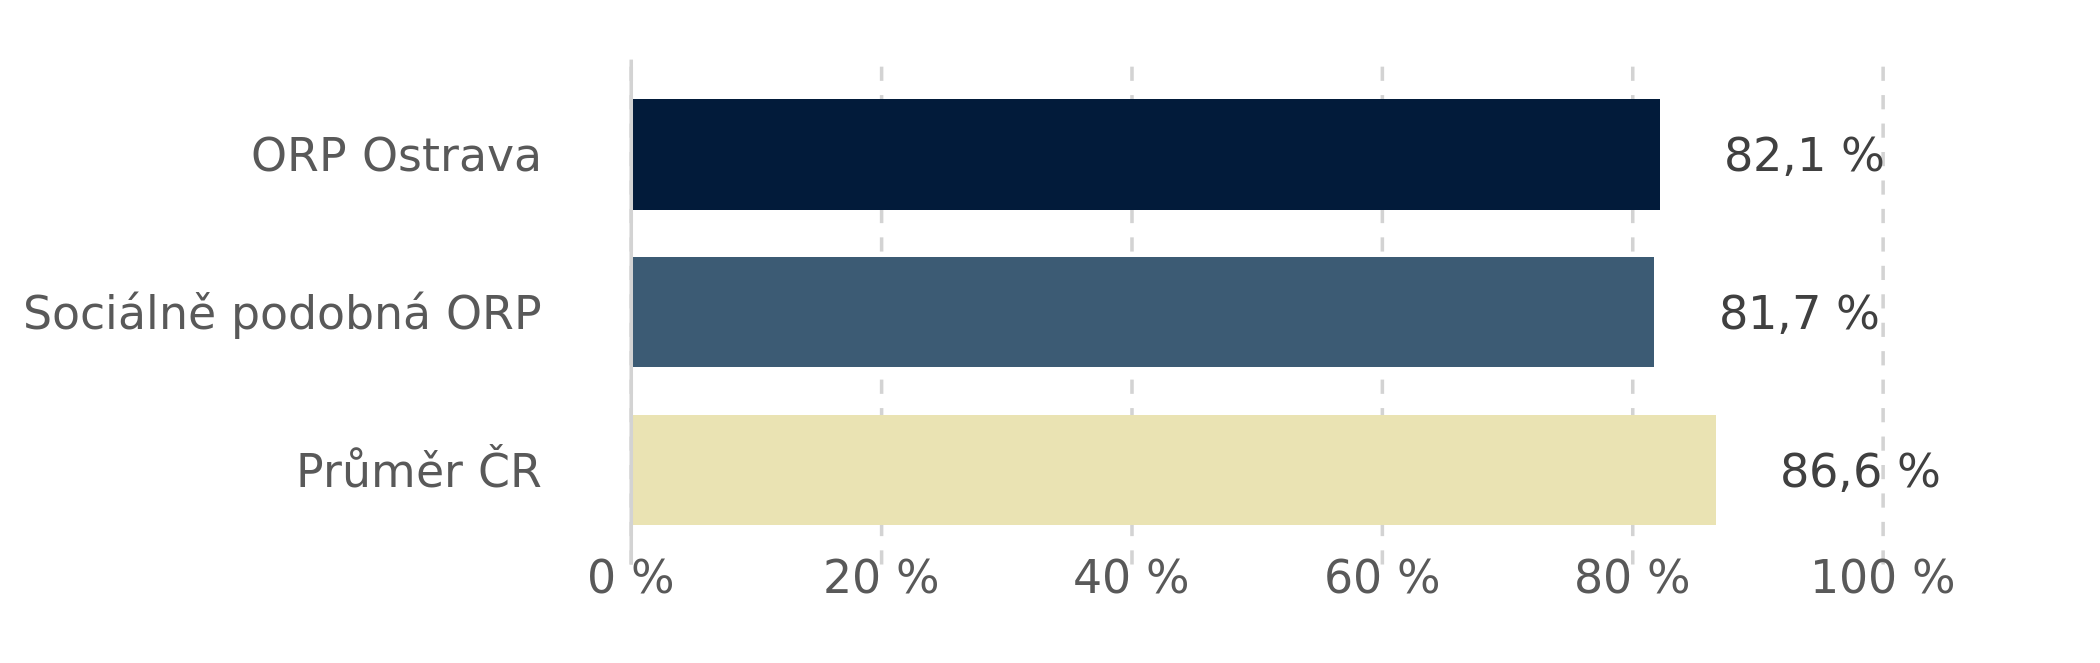 ORP Ostrava 82,1 %
Sociálně podobná ORP 81,7 %
Průměr ČR 86,6 %
0 % 20 % 40 % 60 % 80 % 100 %